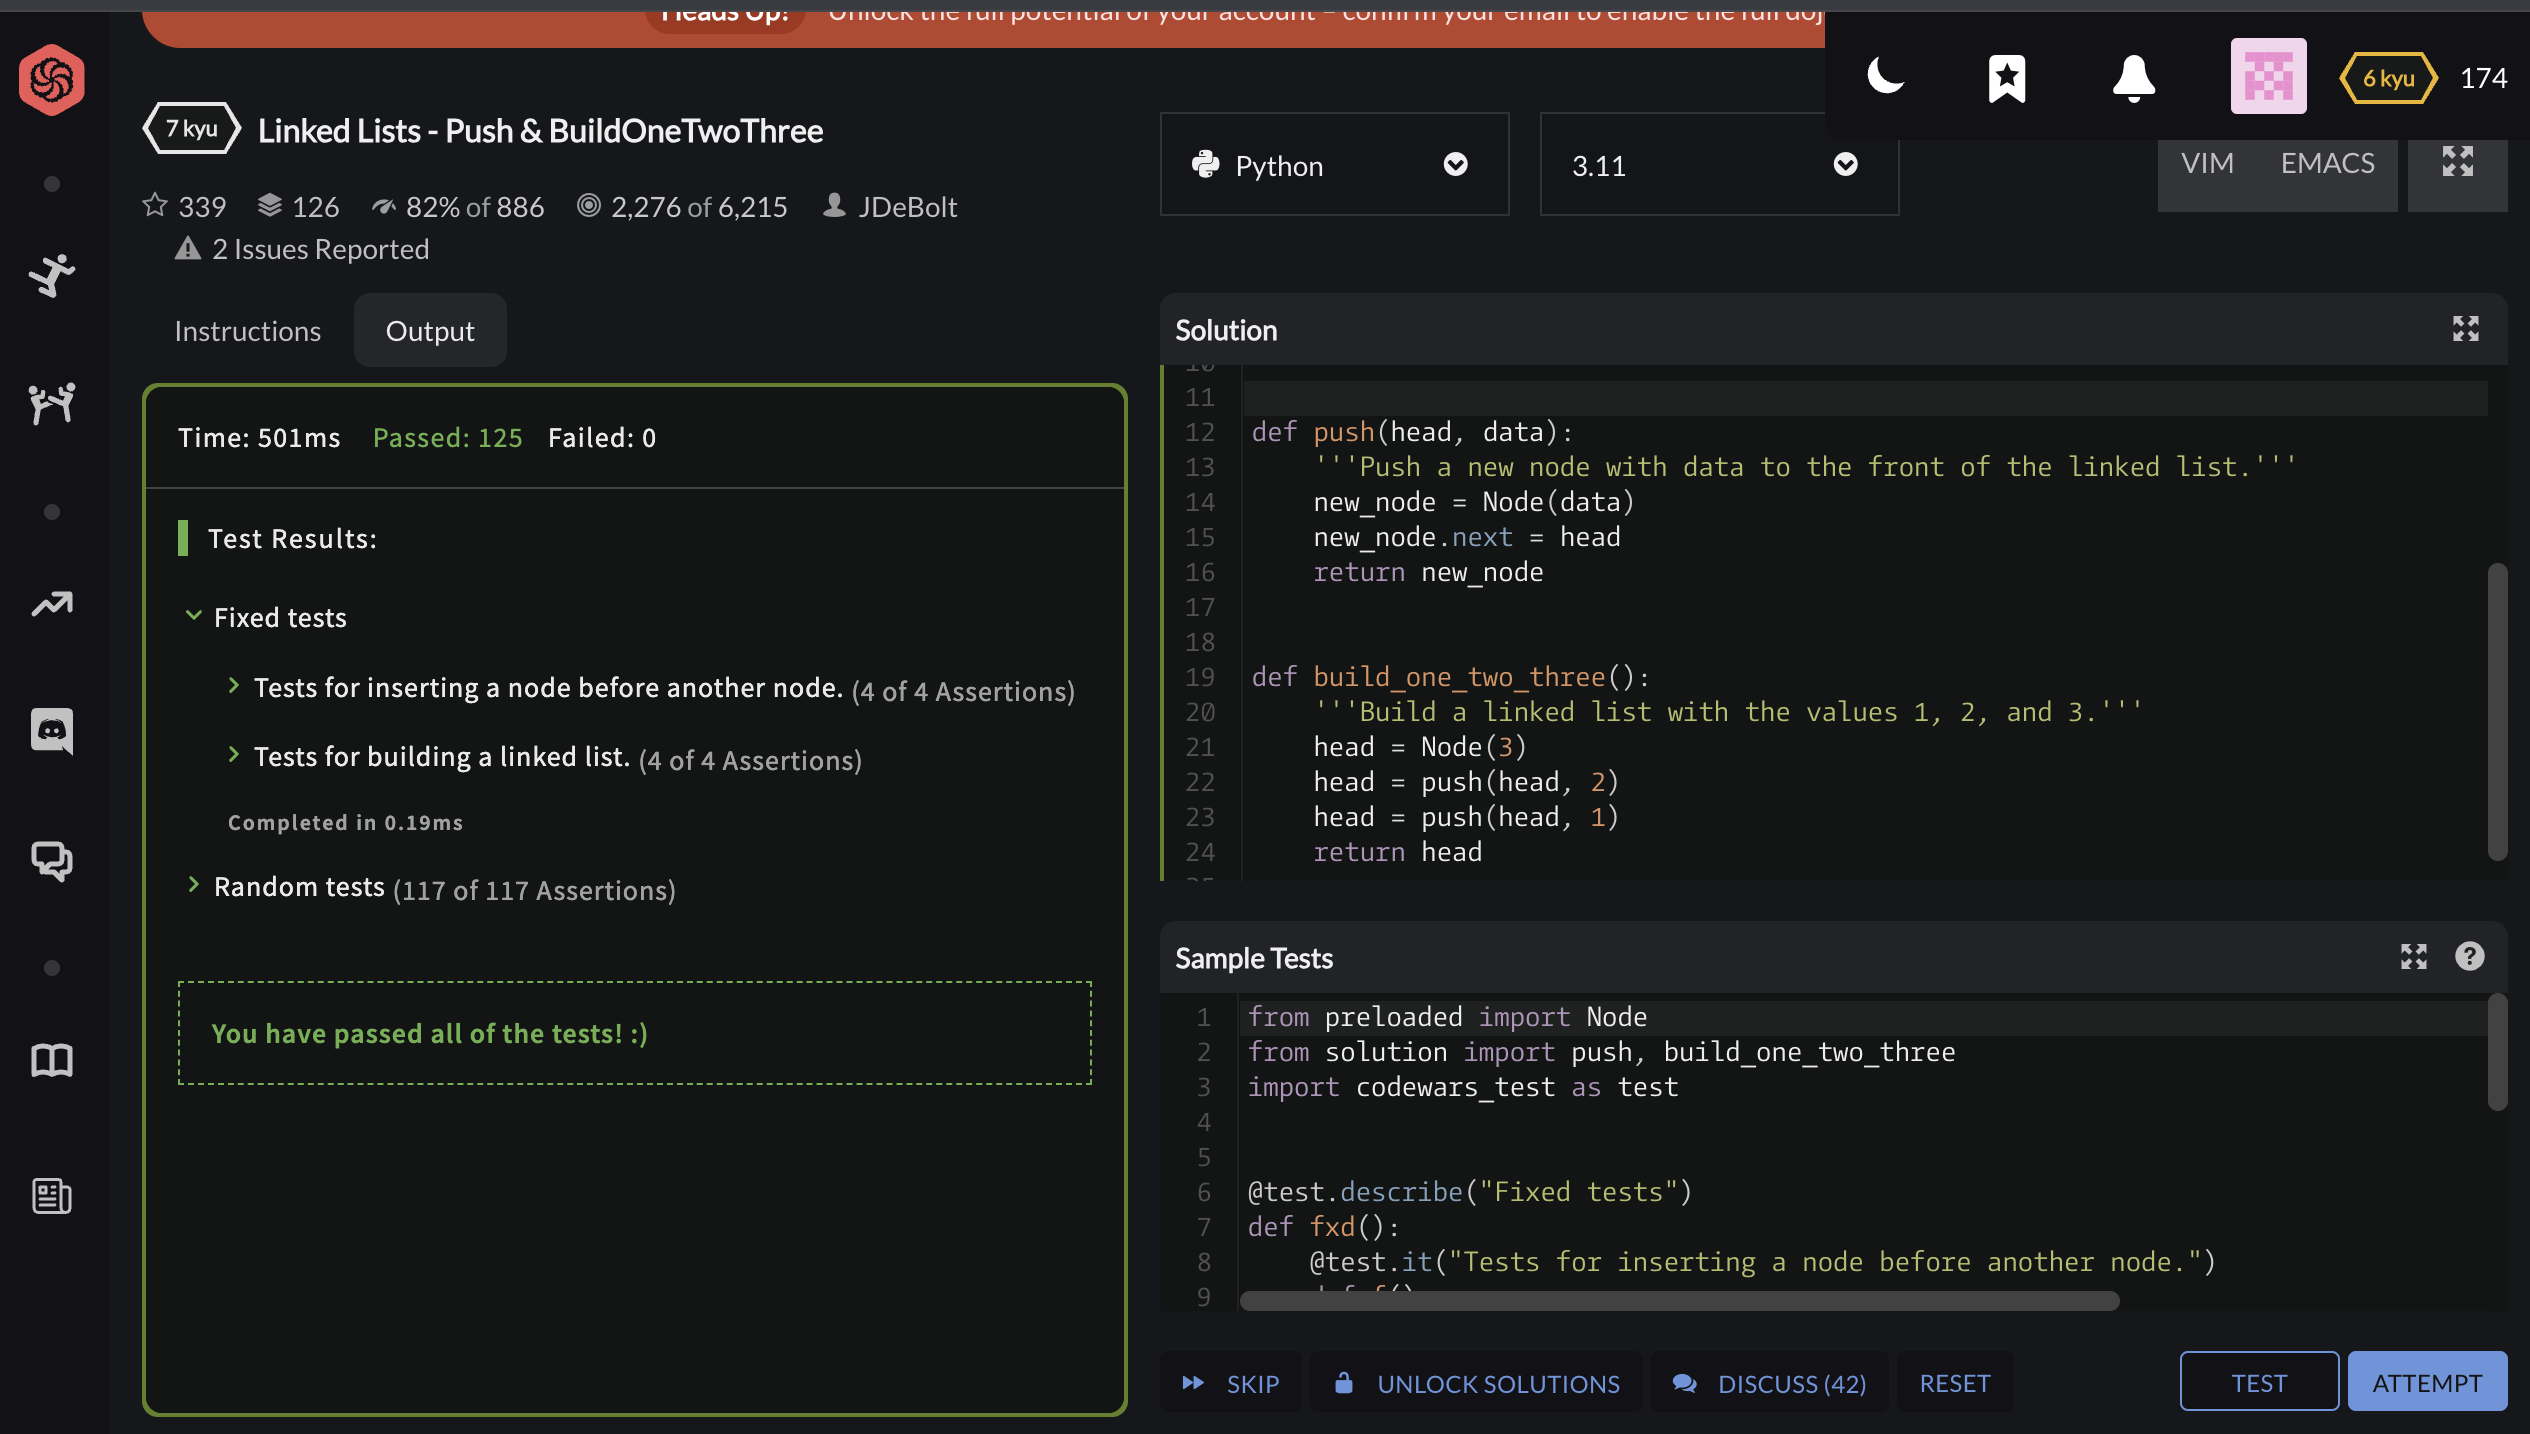 Heads Up! Unlock the full potential of your account – confirm your email to enable the full
6 kyu 174
7 kyu Linked Lists - Push & BuildOneTwoThree
339 126 82% of 886 2,276 of 6,215 JDeBolt
2 Issues Reported
Python
3.11
VIM EMACS
Instructions Output
Time: 501ms Passed: 125 Failed: 0
Test Results:
Fixed tests
Tests for inserting a node before another node. (4 of 4 Assertions)
Tests for building a linked list. (4 of 4 Assertions)
Completed in 0.19ms
Random tests (117 of 117 Assertions)
You have passed all of the tests! :)
Solution
10
11
12 def push(head, data):
13 '''Push a new node with data to the front of the linked list.'''
14 new_node = Node(data)
15 new_node.next = head
16 return new_node
17
18
19 def build_one_two_three():
20 '''Build a linked list with the values 1, 2, and 3.'''
21 head = Node(3)
22 head = push(head, 2)
23 head = push(head, 1)
24 return head
Sample Tests
1 from preloaded import Node
2 from solution import push, build_one_two_three
3 import codewars_test as test
4
5
6 @test.describe("Fixed tests")
7 def fxd():
8 @test.it("Tests for inserting a node before another node.")
9 def f()
SKIP UNLOCK SOLUTIONS DISCUSS (42) RESET TEST ATTEMPT